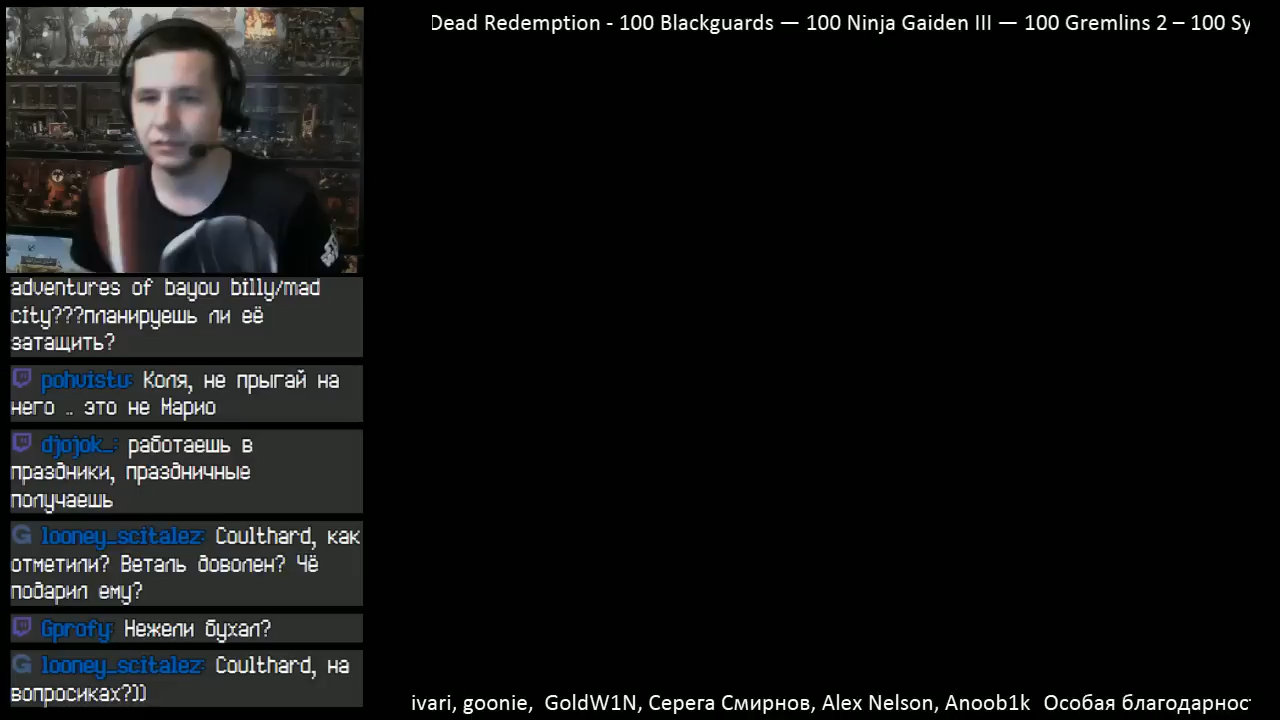 Dead Redemption - 100 Blackguards — 100 Ninja Gaiden III — 100 Gremlins 2 – 100 Sy
adventures of bayou billy/mad
city???планируешь ли её
затащить?
pohvistu: Коля, не прыгай на
него .. это не Марио
djojok_: работаешь в
праздники, праздничные
получаешь
looney_scitalez: Coulthard, как
отметили? Веталь доволен? Чё
подарил ему?
Gprofy: Нежели бухал?
looney_scitalez: Coulthard, на
вопросиках?))
ivari, goonie, GoldW1N, Серега Смирнов, Alex Nelson, Anoob1k Особая благодарнос